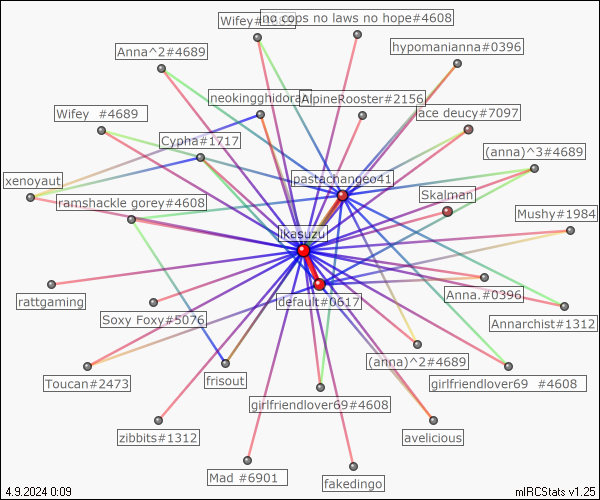 Wifey#4689
no cops no laws no hope#4608
Anna^2#4689
hypomanianna#0396
neokingghidorah
AlpineRooster#2156
ace deucy#7097
Wifey #4689
Cypha#1717
(anna)^3#4689
xenoyaut
pastachangeo41
ramshackle gorey#4608
Skalman
Mushy#1984
ikasuzu
rattgaming
Soxy Foxy#5076
default#0617
Anna.#0396
Annarchist#1312
Toucan#2473
frisout
(anna)^2#4689
girlfriendlover69 #4608
girlfriendlover69#4608
zibbits#1312
avelicious
Mad #6901
fakedingo
4.9.2024 0:09
mIRCStats v1.25